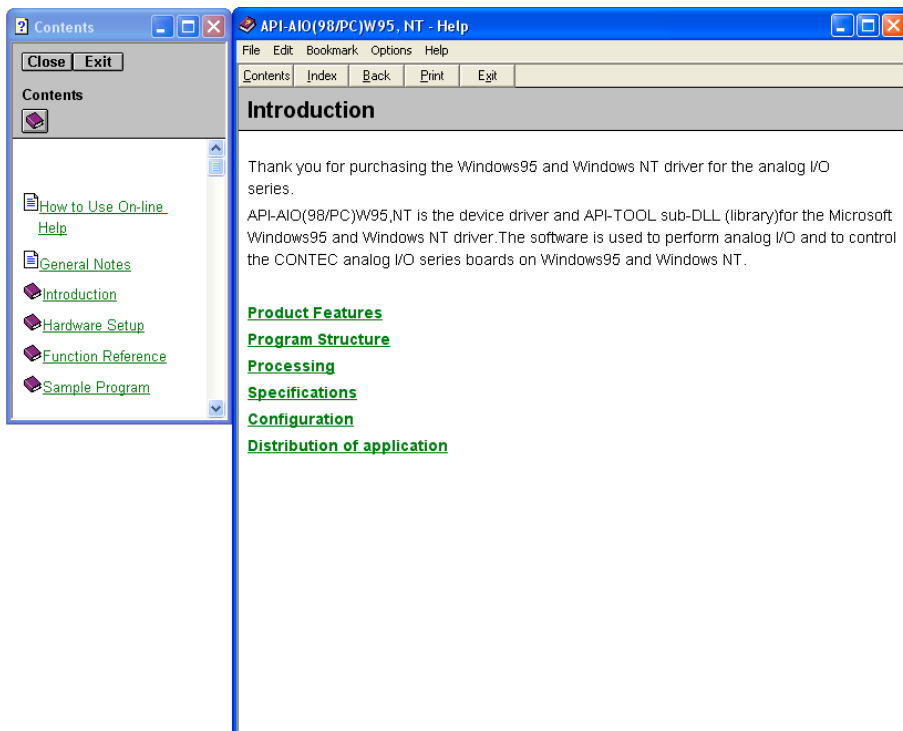 Contents
Close Exit
Contents
How to Use On-line
Help
General Notes
Introduction
Hardware Setup
Function Reference
Sample Program
API-AIO(98/PC)W95, NT - Help
File Edit Bookmark Options Help
Contents Index Back Print Exit
Introduction
Thank you for purchasing the Windows95 and Windows NT driver for the analog I/O
series.
API-AIO(98/PC)W95,NT is the device driver and API-TOOL sub-DLL (library)for the Microsoft
Windows95 and Windows NT driver.The software is used to perform analog I/O and to control
the CONTEC analog I/O series boards on Windows95 and Windows NT.
Product Features
Program Structure
Processing
Specifications
Configuration
Distribution of application